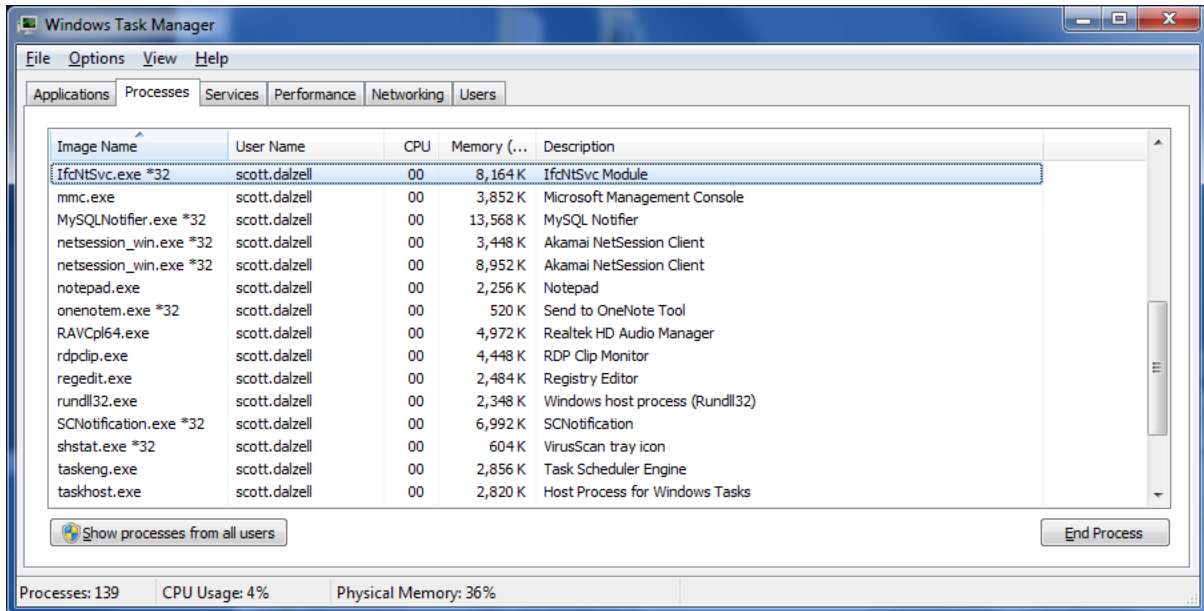 Windows Task Manager
File Options View Help
Applications Processes Services Performance Networking Users
Image Name User Name CPU Memory (... Description
IfcNtSvc.exe *32 scott.dalzell 00 8,164 K IfcNtSvc Module
mmc.exe scott.dalzell 00 3,852 K Microsoft Management Console
MySQLNotifier.exe *32 scott.dalzell 00 13,568 K MySQL Notifier
netsession_win.exe *32 scott.dalzell 00 3,448 K Akamai NetSession Client
netsession_win.exe *32 scott.dalzell 00 8,952 K Akamai NetSession Client
notepad.exe scott.dalzell 00 2,256 K Notepad
onenotem.exe *32 scott.dalzell 00 520 K Send to OneNote Tool
RAVCpl64.exe scott.dalzell 00 4,972 K Realtek HD Audio Manager
rdpclip.exe scott.dalzell 00 4,448 K RDP Clip Monitor
regedit.exe scott.dalzell 00 2,484 K Registry Editor
rundll32.exe scott.dalzell 00 2,348 K Windows host process (Rundll32)
SCNotification.exe *32 scott.dalzell 00 6,992 K SCNotification
shstat.exe *32 scott.dalzell 00 604 K VirusScan tray icon
taskeng.exe scott.dalzell 00 2,856 K Task Scheduler Engine
taskhost.exe scott.dalzell 00 2,820 K Host Process for Windows Tasks
Show processes from all users End Process
Processes: 139 CPU Usage: 4% Physical Memory: 36%